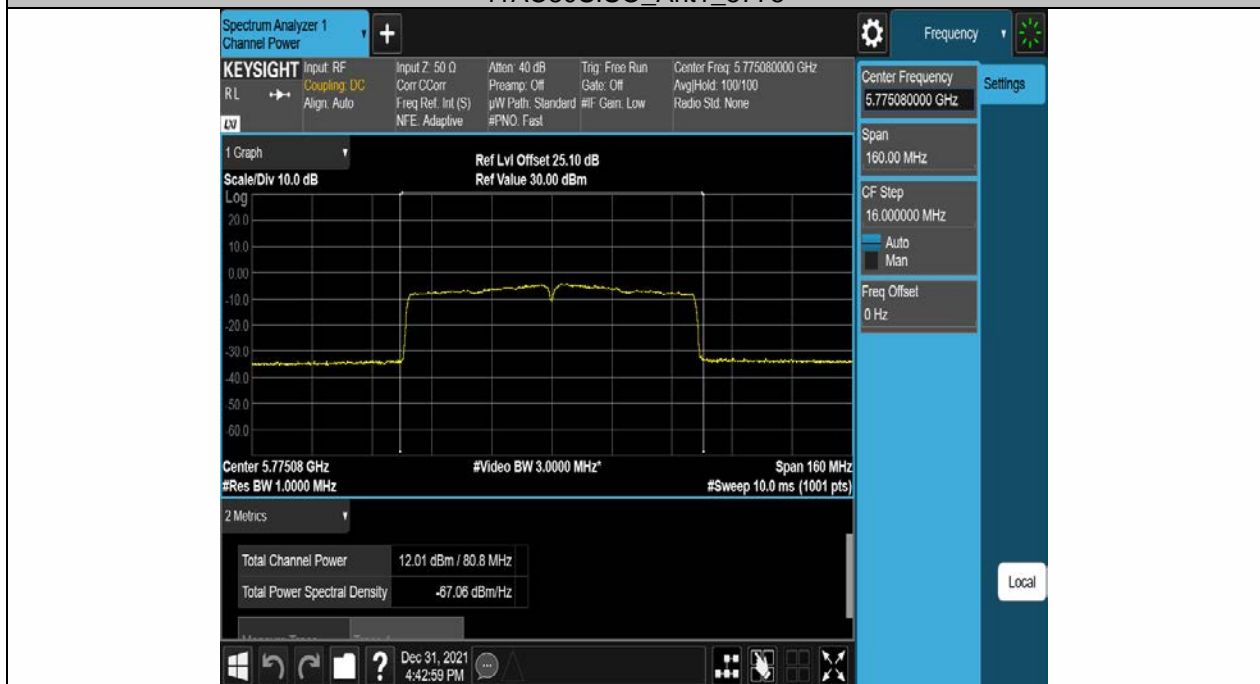 Spectrum Analyzer 1
Channel Power
+
Frequency
KEYSIGHT
RL
LXI
Input: RF
Coupling: DC
Align: Auto
Input Z: 50 Ω
Corr CCorr
Freq Ref: Int (S)
NFE: Adaptive
Atten: 40 dB
Preamp: Off
µW Path: Standard
#PNO: Fast
Trig: Free Run
Gate: Off
#IF Gain: Low
Center Freq: 5.775080000 GHz
Avg|Hold: 100/100
Radio Std: None
Center Frequency
5.775080000 GHz
Settings
Span
160.00 MHz
CF Step
16.000000 MHz
Auto
Man
Freq Offset
0 Hz
Local
1 Graph
Scale/Div 10.0 dB
Ref Lvl Offset 25.10 dB
Ref Value 30.00 dBm
Log
20.0
10.0
0.00
-10.0
-20.0
-30.0
-40.0
-50.0
-60.0
Center 5.77508 GHz
#Res BW 1.0000 MHz
#Video BW 3.0000 MHz*
Span 160 MHz
#Sweep 10.0 ms (1001 pts)
2 Metrics
Total Channel Power
12.01 dBm / 80.8 MHz
Total Power Spectral Density
-67.06 dBm/Hz
?
Dec 31, 2021
4:42:59 PM